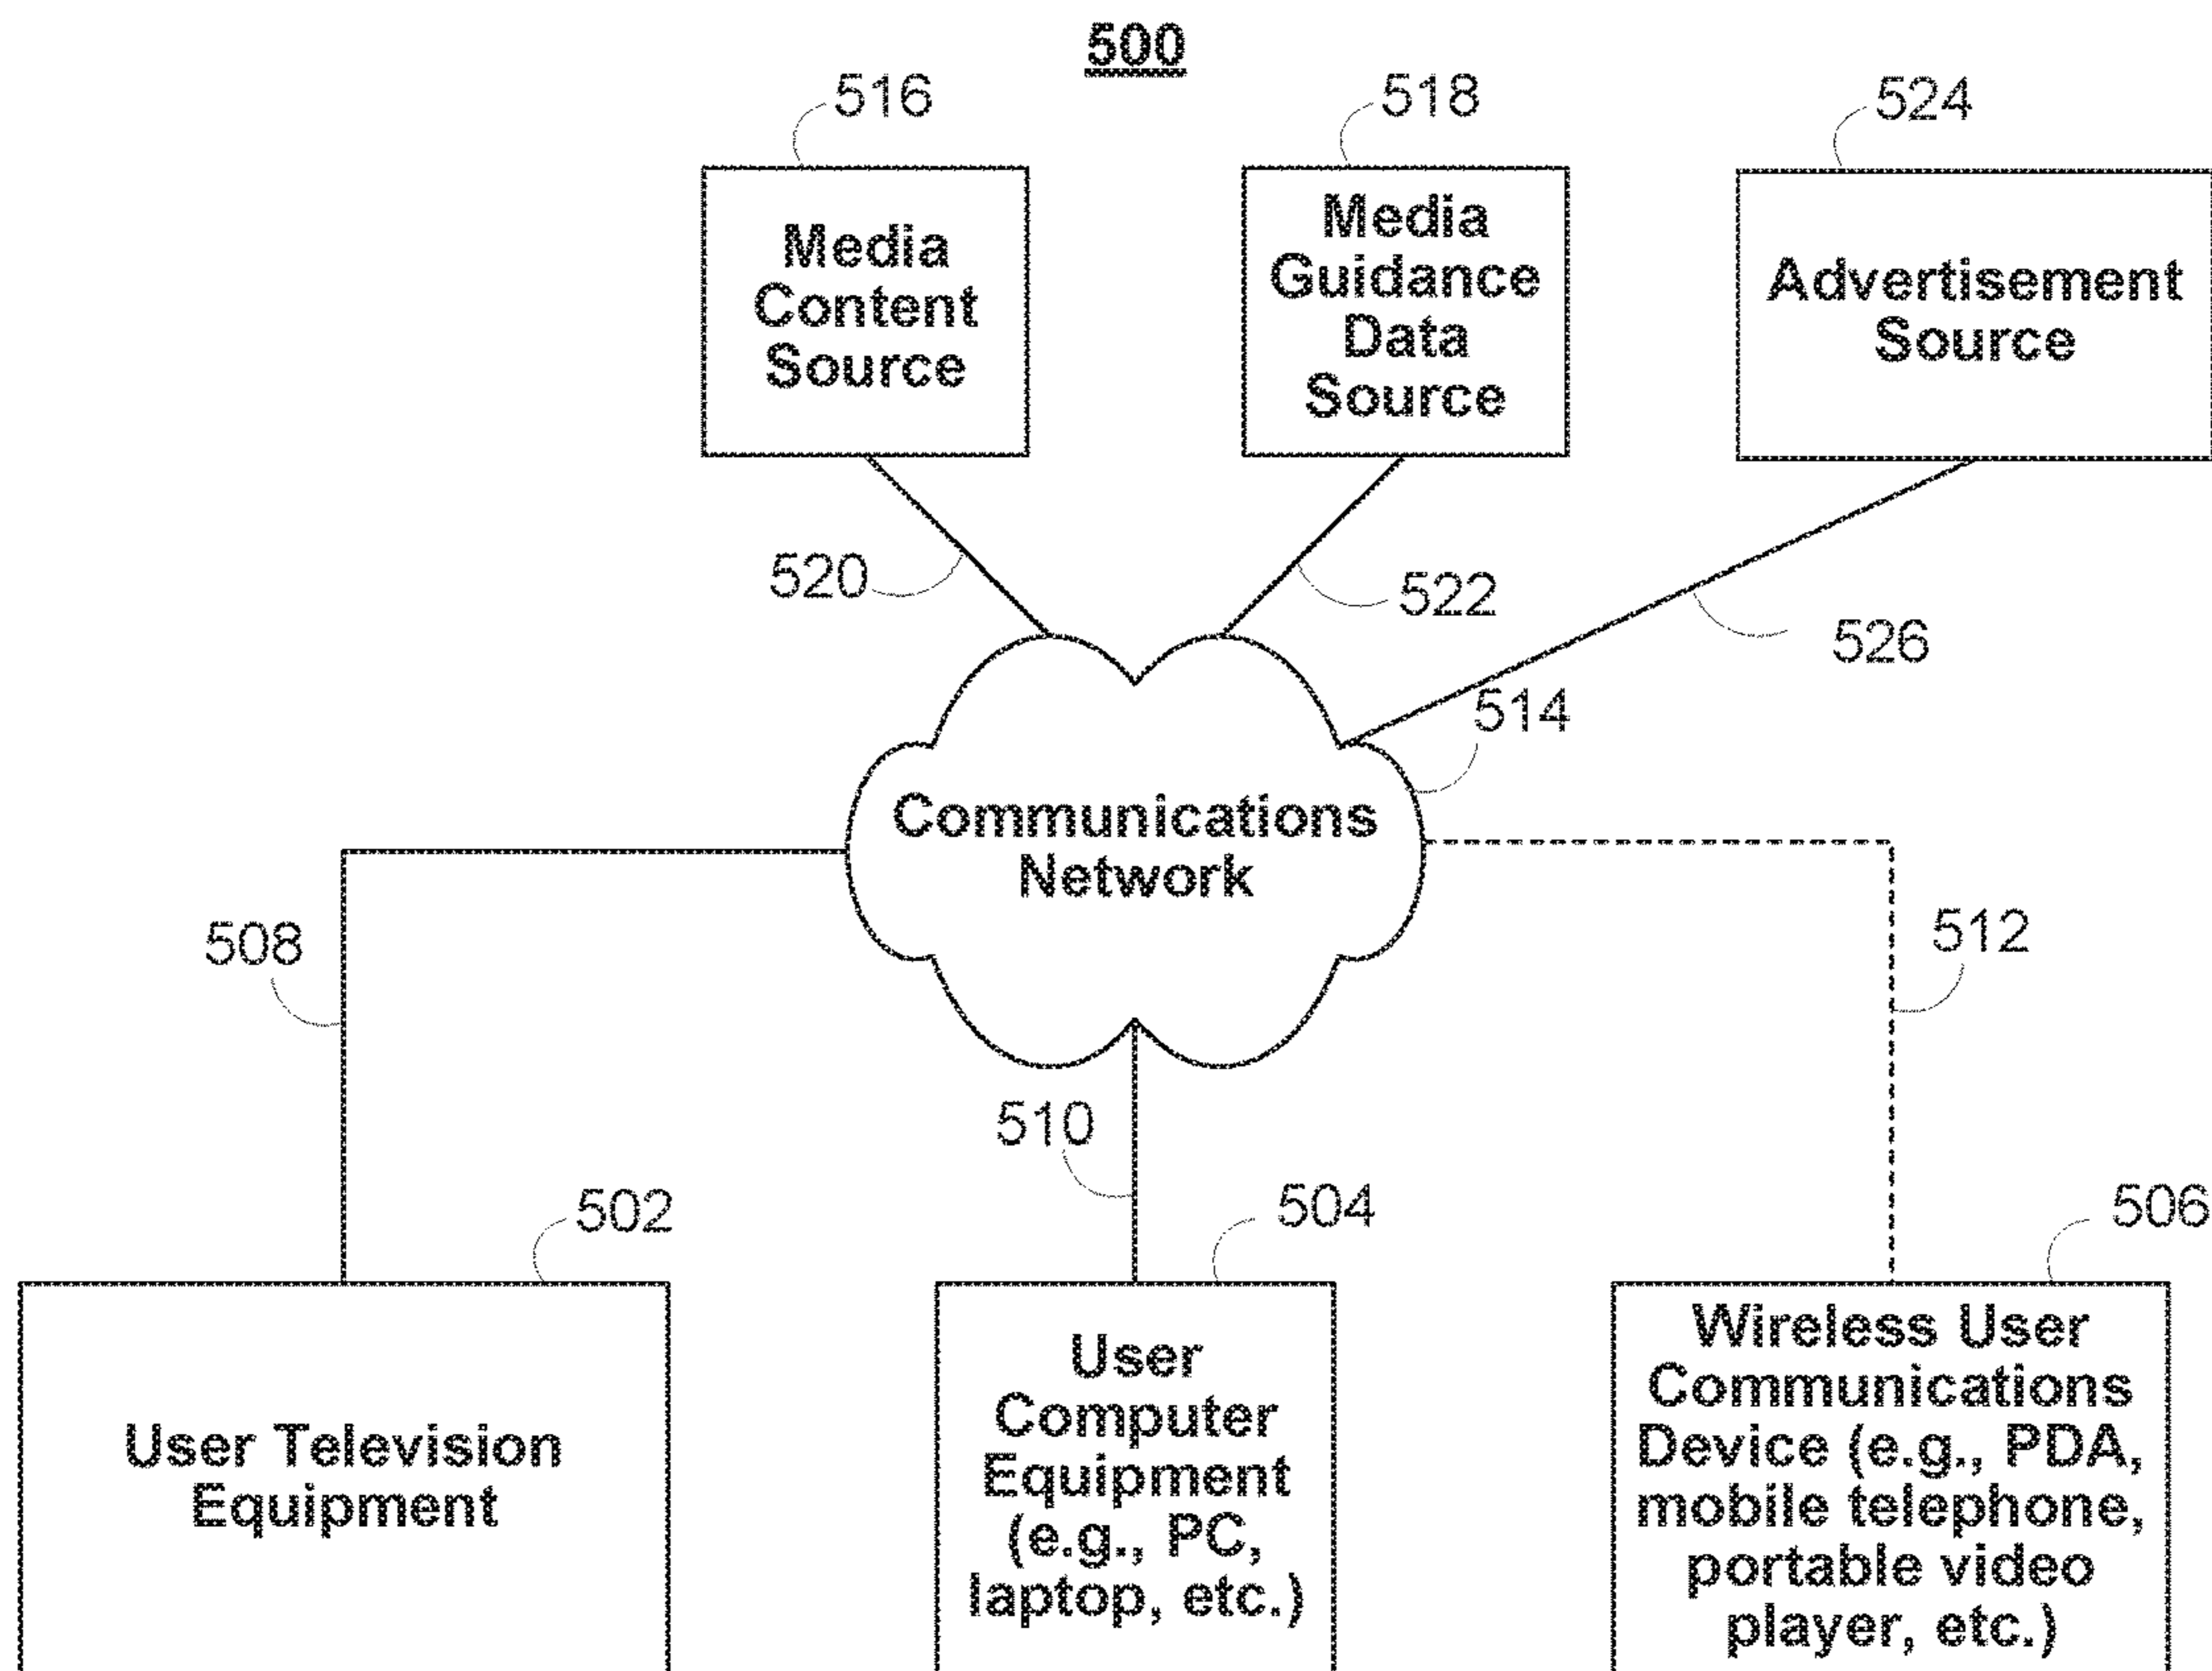 500
516
518
524
Media
Content
Source
Media
Guidance
Data
Source
Advertisement
Source
520
522
526
514
Communications
Network
508
512
510
502
504
506
User Television
Equipment
User
Computer
Equipment
(e.g., PC,
laptop, etc.)
Wireless User
Communications
Device (e.g., PDA,
mobile telephone,
portable video
player, etc.)